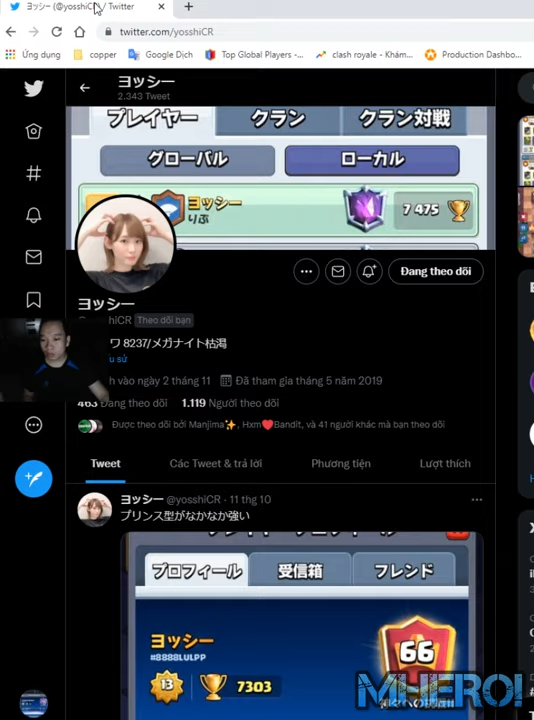 ヨッシー (@yosshiCR) / Twitter
twitter.com/yosshiCR
Ứng dụng
copper
Google Dịch
Top Global Players -...
clash royale - Khám...
Production Dashbo...
ヨッシー
2.343 Tweet
プレイヤー クラン クラン対戦
グローバル ローカル
ヨッシー
りぶ
7475
Đang theo dõi
ヨッシー
shiCR Theo dõi bạn
ワ 8237/メガナイト枯渇
u sử
h vào ngày 2 tháng 11 Đã tham gia tháng 5 năm 2019
463 Đang theo dõi 1.119 Người theo dõi
Được theo dõi bởi Manjima✨, Hxm❤Bandit, và 41 người khác mà bạn theo dõi
Tweet Các Tweet & trả lời Phương tiện Lượt thích
ヨッシー @yosshiCR · 11 thg 10
プリンス型がなかなか強い
プロフィール 受信箱 フレンド
ヨッシー
#8888LULPP
13 7303
66
MHERO!